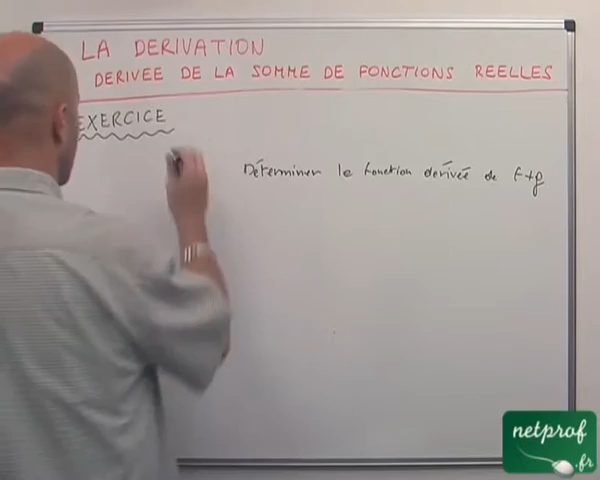 LA DERIVATION
DERIVEE DE LA SOMME DE FONCTIONS REELLES
EXERCICE
Déterminer la fonction dérivée de f+g
netprof
.fr